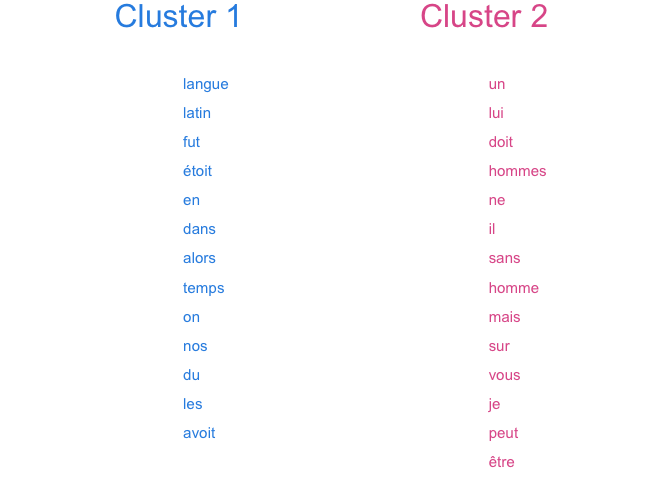 Cluster 1
langue
latin
fut
étoit
en
dans
alors
temps
on
nos
du
les
avoit
Cluster 2
un
lui
doit
hommes
ne
il
sans
homme
mais
sur
vous
je
peut
être